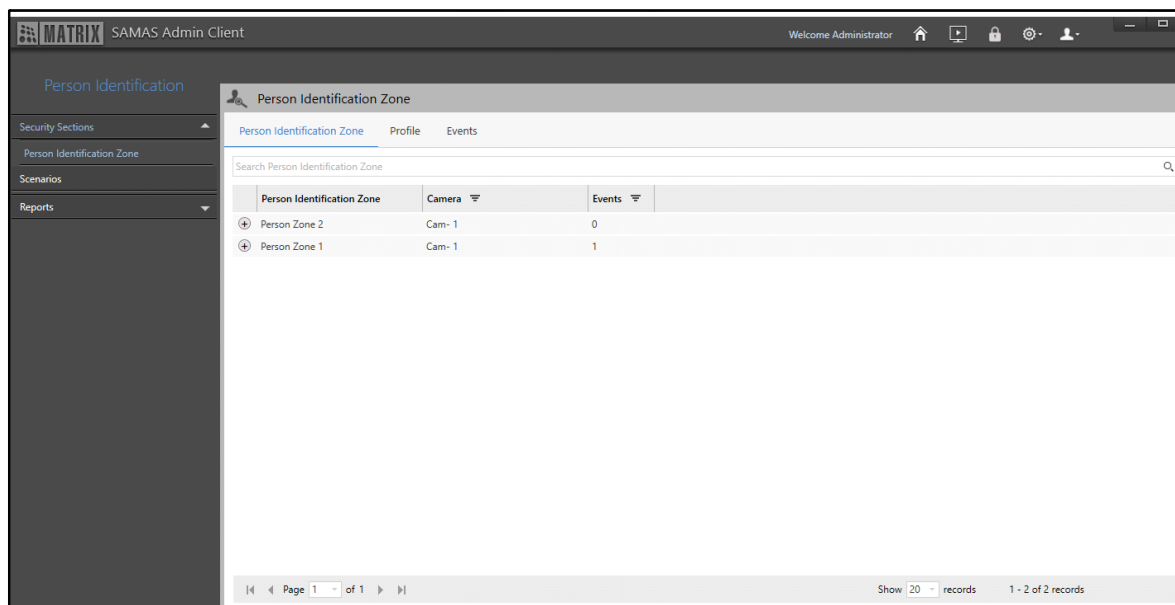 MATRIX SAMAS Admin Client
Welcome Administrator
Person Identification
Security Sections
Person Identification Zone
Scenarios
Reports
Person Identification Zone
Person Identification Zone Profile Events
Search Person Identification Zone
Person Identification Zone Camera Events
Person Zone 2 Cam- 1 0
Person Zone 1 Cam- 1 1
Page 1 of 1 Show 20 records 1 - 2 of 2 records